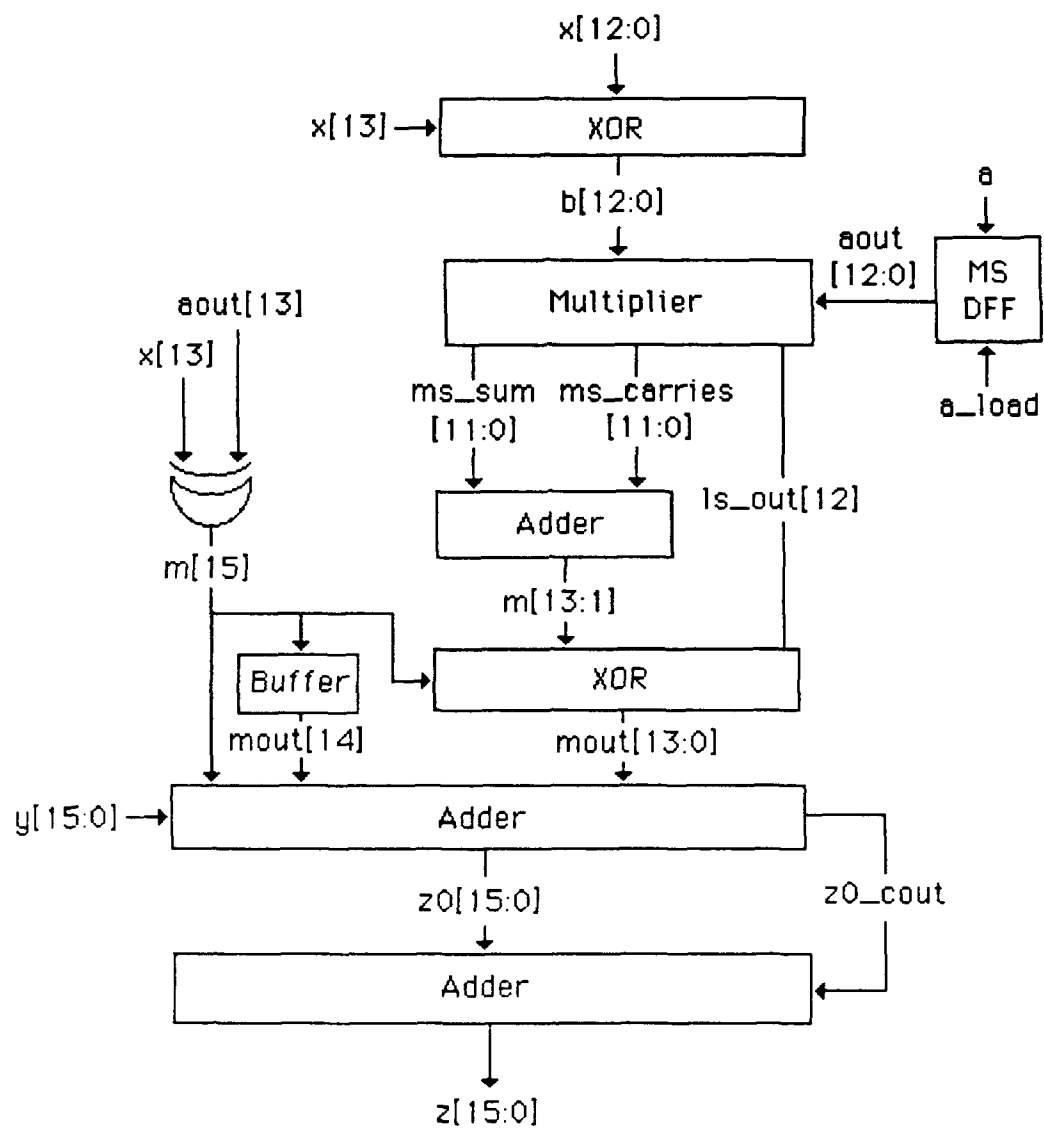 x[12:0]
x[13]
XOR
a
b[12:0]
aout
[12:0]
MS
DFF
Multiplier
aout[13]
x[13]
ms_sum
[11:0]
ms_carries
[11:0]
a_load
ls_out[12]
Adder
m[15]
m[13:1]
Buffer
XOR
mout[14]
mout[13:0]
y[15:0]
Adder
z0[15:0]
z0_cout
Adder
z[15:0]